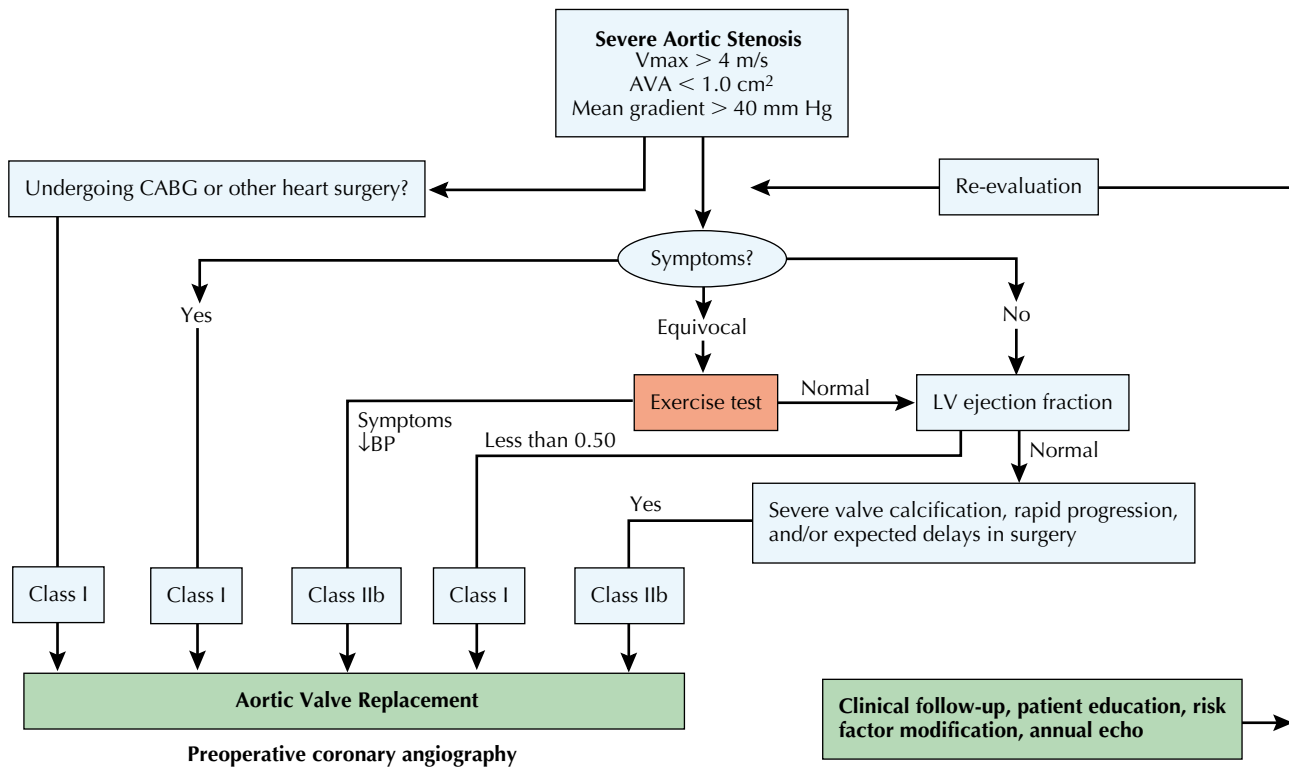 Severe Aortic Stenosis
Vmax > 4 m/s
AVA < 1.0 cm²
Mean gradient > 40 mm Hg
Undergoing CABG or other heart surgery?
Re-evaluation
Symptoms?
Yes
Equivocal
No
Exercise test
Normal
LV ejection fraction
Symptoms
↓BP
Less than 0.50
Normal
Yes
Severe valve calcification, rapid progression,
and/or expected delays in surgery
Class I
Class I
Class IIb
Class I
Class IIb
Aortic Valve Replacement
Clinical follow-up, patient education, risk
factor modification, annual echo
Preoperative coronary angiography